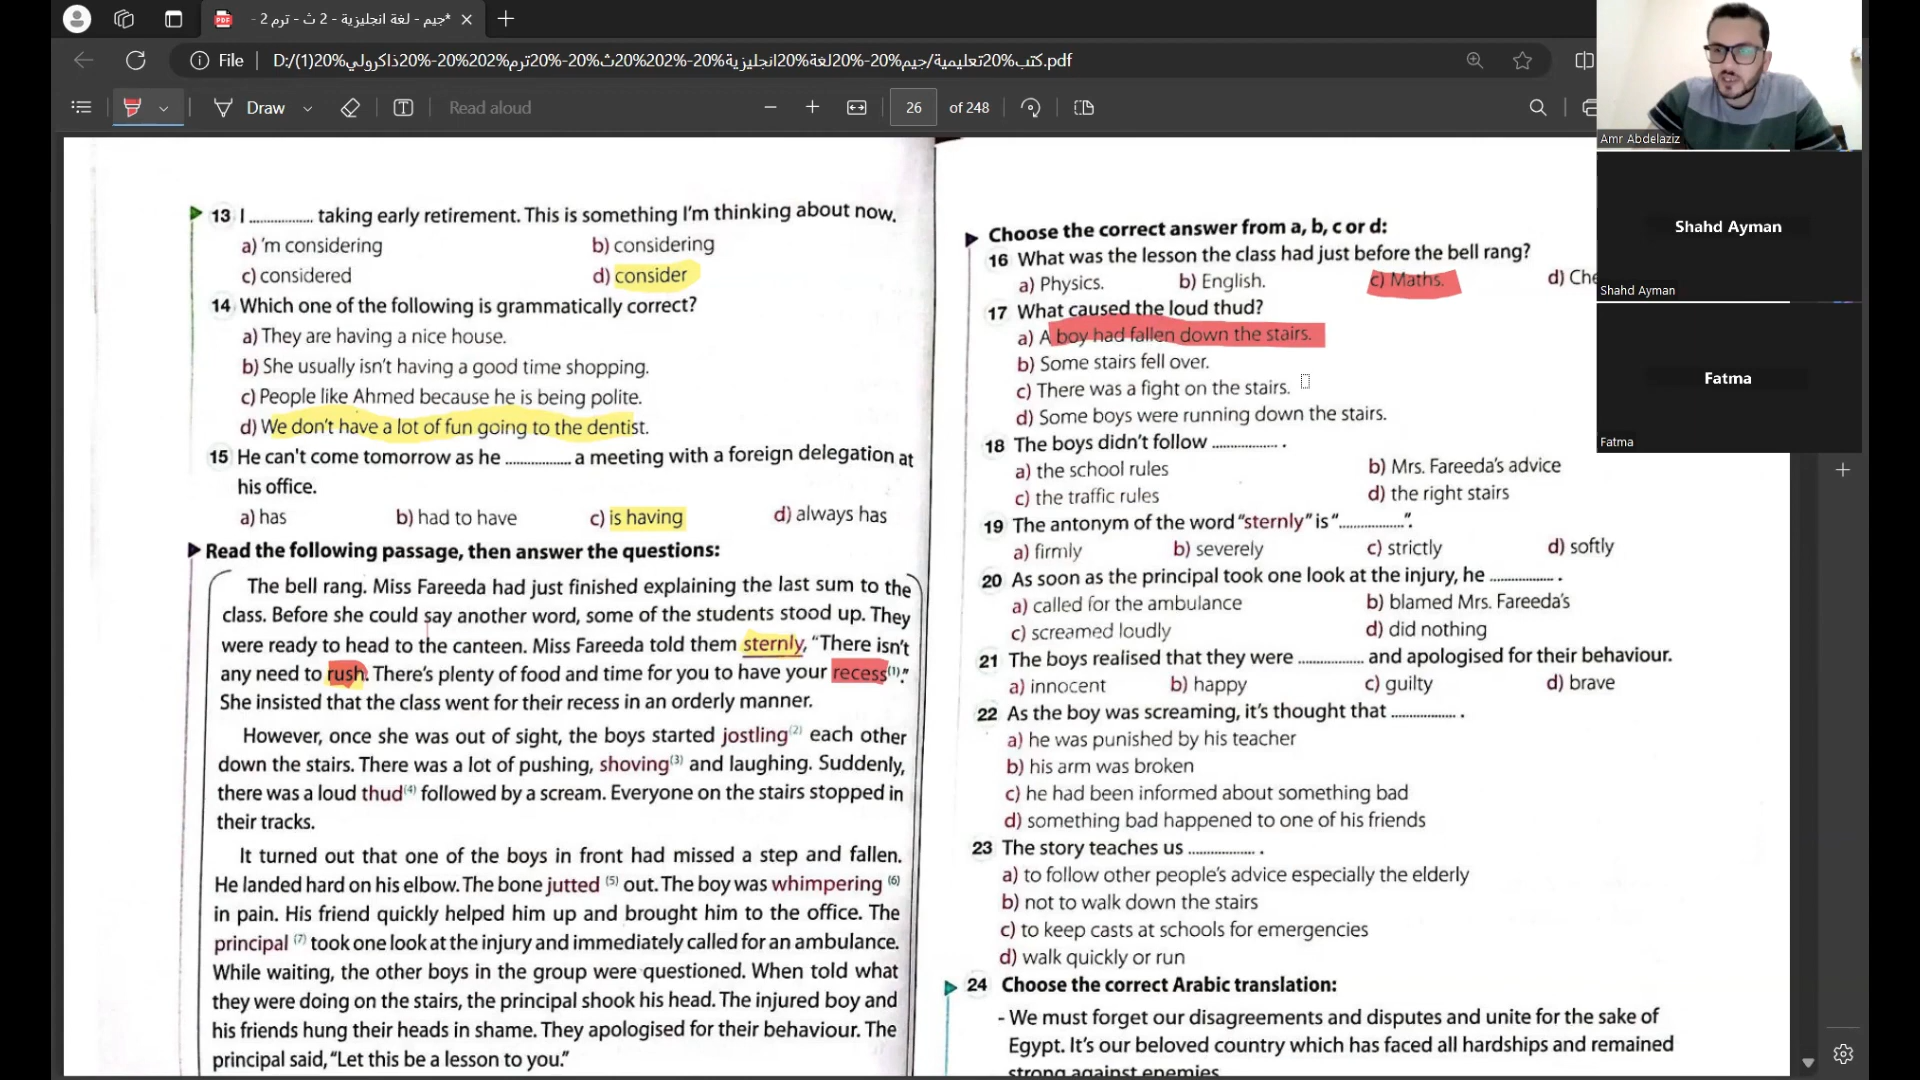 *جيم - لغة انجليزية - 2 ث - ترم 2 -
File
D:/(1)20%ذاكرولي20%-20%2ترم20%-20%ث202%-20%لغة20%انجليزية20%-20%جيم/كتب20%تعليمية.pdf
Draw
Read aloud
26
of 248
Amr Abdelaziz
Shahd Ayman
Shahd Ayman
Fatma
Fatma
13 I ............... taking early retirement. This is something I'm thinking about now.
a) 'm considering b) considering
c) considered d) consider
14 Which one of the following is grammatically correct?
a) They are having a nice house.
b) She usually isn't having a good time shopping.
c) People like Ahmed because he is being polite.
d) We don't have a lot of fun going to the dentist.
15 He can't come tomorrow as he ............... a meeting with a foreign delegation at
his office.
a) has b) had to have c) is having d) always has
Read the following passage, then answer the questions:
The bell rang. Miss Fareeda had just finished explaining the last sum to the
class. Before she could say another word, some of the students stood up. They
were ready to head to the canteen. Miss Fareeda told them sternly, "There isn't
any need to rush. There's plenty of food and time for you to have your recess(1)."
She insisted that the class went for their recess in an orderly manner.
However, once she was out of sight, the boys started jostling(2) each other
down the stairs. There was a lot of pushing, shoving(3) and laughing. Suddenly,
there was a loud thud(4) followed by a scream. Everyone on the stairs stopped in
their tracks.
It turned out that one of the boys in front had missed a step and fallen.
He landed hard on his elbow. The bone jutted (5) out. The boy was whimpering (6)
in pain. His friend quickly helped him up and brought him to the office. The
principal (7) took one look at the injury and immediately called for an ambulance.
While waiting, the other boys in the group were questioned. When told what
they were doing on the stairs, the principal shook his head. The injured boy and
his friends hung their heads in shame. They apologised for their behaviour. The
principal said, "Let this be a lesson to you."
Choose the correct answer from a, b, c or d:
16 What was the lesson the class had just before the bell rang?
a) Physics. b) English. c) Maths. d) Che
17 What caused the loud thud?
a) A boy had fallen down the stairs.
b) Some stairs fell over.
c) There was a fight on the stairs.
d) Some boys were running down the stairs.
18 The boys didn't follow ............... .
a) the school rules b) Mrs. Fareeda's advice
c) the traffic rules d) the right stairs
19 The antonym of the word "sternly" is "...............".
a) firmly b) severely c) strictly d) softly
20 As soon as the principal took one look at the injury, he ............... .
a) called for the ambulance b) blamed Mrs. Fareeda's
c) screamed loudly d) did nothing
21 The boys realised that they were ............... and apologised for their behaviour.
a) innocent b) happy c) guilty d) brave
22 As the boy was screaming, it's thought that ............... .
a) he was punished by his teacher
b) his arm was broken
c) he had been informed about something bad
d) something bad happened to one of his friends
23 The story teaches us ............... .
a) to follow other people's advice especially the elderly
b) not to walk down the stairs
c) to keep casts at schools for emergencies
d) walk quickly or run
24 Choose the correct Arabic translation:
- We must forget our disagreements and disputes and unite for the sake of
Egypt. It's our beloved country which has faced all hardships and remained
strong against enemies.